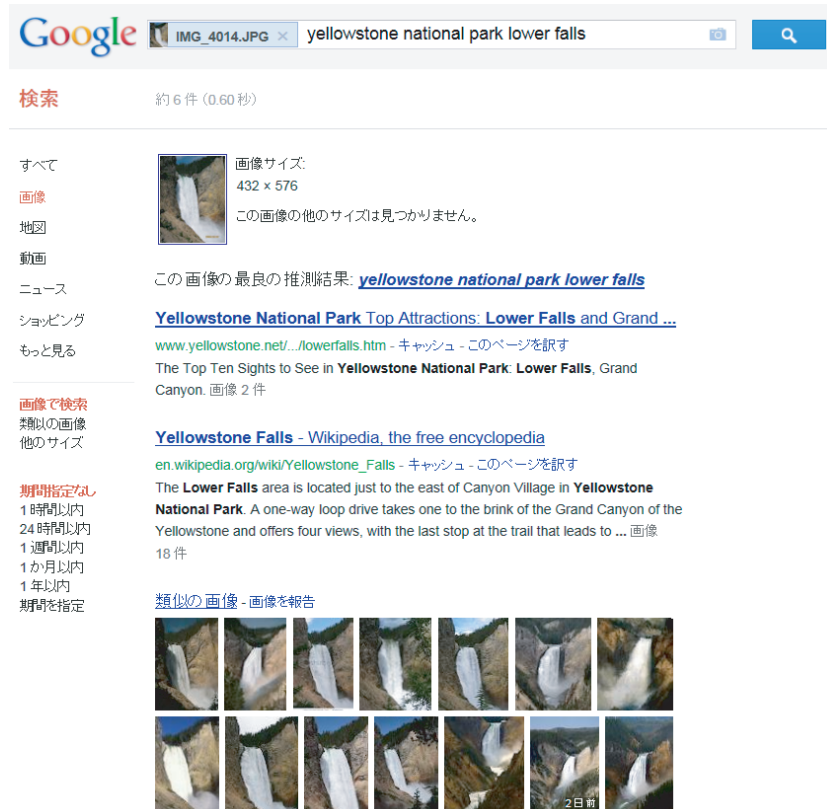 Google IMG_4014.JPG × yellowstone national park lower falls
検索 約 6 件 (0.60 秒)
すべて
画像
地図
動画
ニュース
ショッピング
もっと見る
画像で検索
類似の画像
他のサイズ
期間指定なし
1 時間以内
24 時間以内
1 週間以内
1 か月以内
1 年以内
期間を指定
画像サイズ:
432 × 576
この画像の他のサイズは見つかりません。
この画像の最良の推測結果: yellowstone national park lower falls
Yellowstone National Park Top Attractions: Lower Falls and Grand ...
www.yellowstone.net/.../lowerfalls.htm - キャッシュ - このページを訳す
The Top Ten Sights to See in Yellowstone National Park: Lower Falls, Grand
Canyon. 画像 2 件
Yellowstone Falls - Wikipedia, the free encyclopedia
en.wikipedia.org/wiki/Yellowstone_Falls - キャッシュ - このページを訳す
The Lower Falls area is located just to the east of Canyon Village in Yellowstone
National Park. A one-way loop drive takes one to the brink of the Grand Canyon of the
Yellowstone and offers four views, with the last stop at the trail that leads to ... 画像
18 件
類似の画像 - 画像を報告
2日前